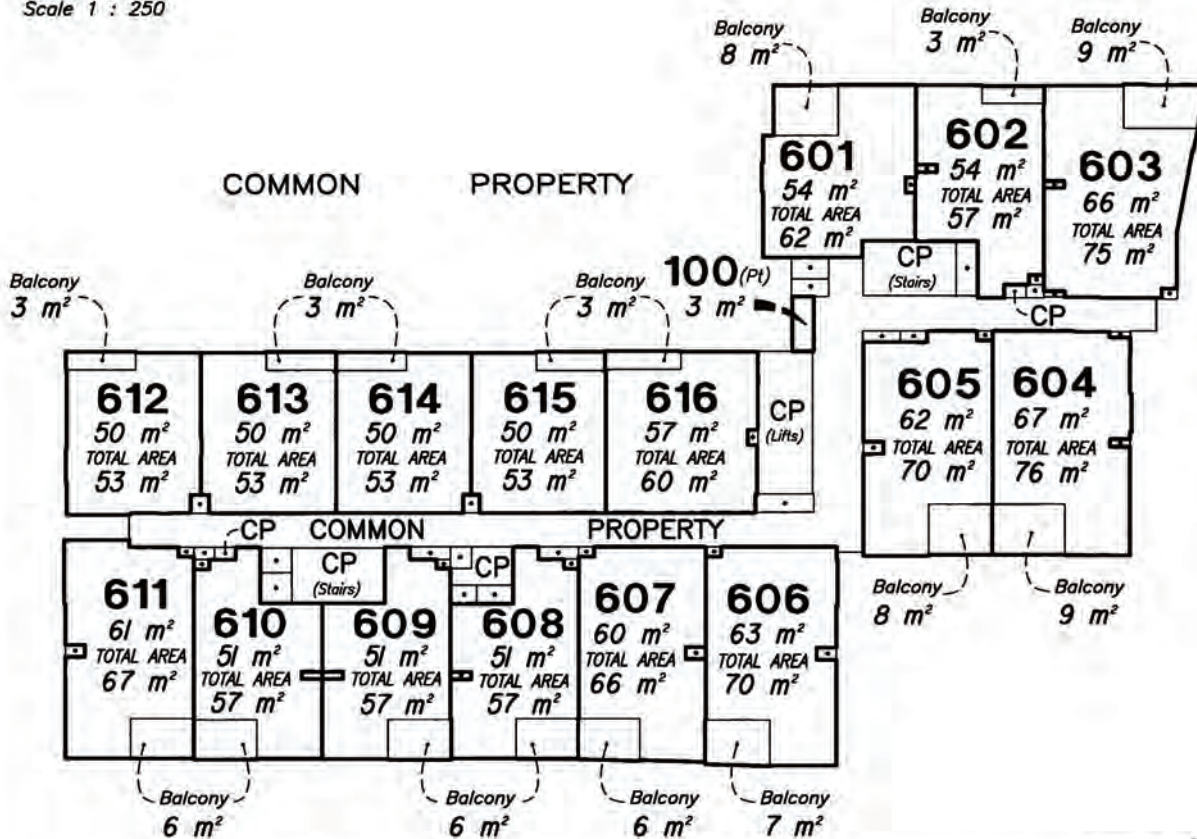 Scale 1 : 250
Balcony
8 m²
Balcony
3 m²
Balcony
9 m²
601
54 m²
TOTAL AREA
62 m²
602
54 m²
TOTAL AREA
57 m²
603
66 m²
TOTAL AREA
75 m²
COMMON PROPERTY
CP
(Stairs)
CP
100 (Pt)
3 m²
Balcony
3 m²
Balcony
3 m²
Balcony
3 m²
612
50 m²
TOTAL AREA
53 m²
613
50 m²
TOTAL AREA
53 m²
614
50 m²
TOTAL AREA
53 m²
615
50 m²
TOTAL AREA
53 m²
616
57 m²
TOTAL AREA
60 m²
CP
(Lifts)
605
62 m²
TOTAL AREA
70 m²
604
67 m²
TOTAL AREA
76 m²
CP COMMON PROPERTY
CP
(Stairs)
CP
611
61 m²
TOTAL AREA
67 m²
610
51 m²
TOTAL AREA
57 m²
609
51 m²
TOTAL AREA
57 m²
608
51 m²
TOTAL AREA
57 m²
607
60 m²
TOTAL AREA
66 m²
606
63 m²
TOTAL AREA
70 m²
Balcony
8 m²
Balcony
9 m²
Balcony
6 m²
Balcony
6 m²
Balcony
6 m²
Balcony
7 m²